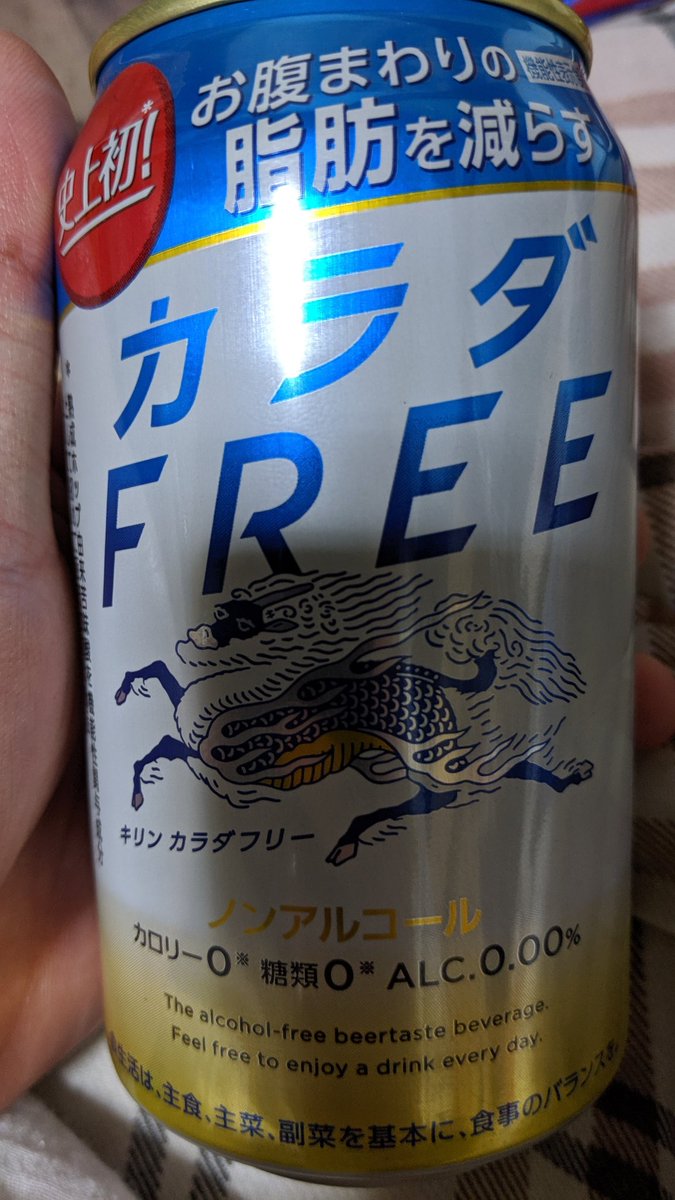 史上初!*
お腹まわりの
脂肪を減らす
カラダ
FREE
キリン カラダフリー
ノンアルコール
カロリー0※ 糖類0※ ALC.0.00%
The alcohol-free beertaste beverage.
Feel free to enjoy a drink every day.
生活は、主食、主菜、副菜を基本に、食事のバランスを。